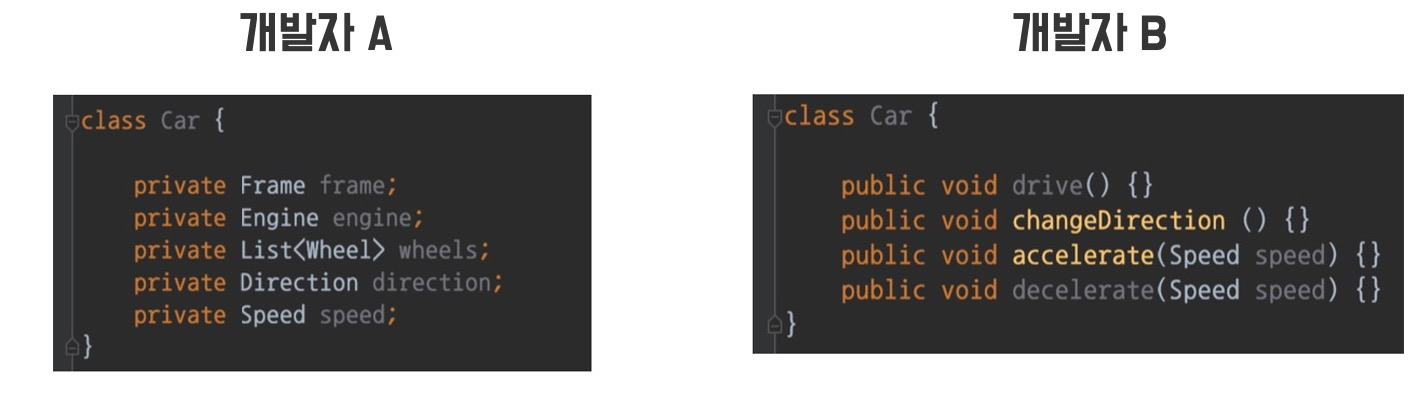 개발자 A
class Car {
private Frame frame;
private Engine engine;
private List<Wheel> wheels;
private Direction direction;
private Speed speed;
}
개발자 B
class Car {
public void drive() {}
public void changeDirection () {}
public void accelerate(Speed speed) {}
public void decelerate(Speed speed) {}
}